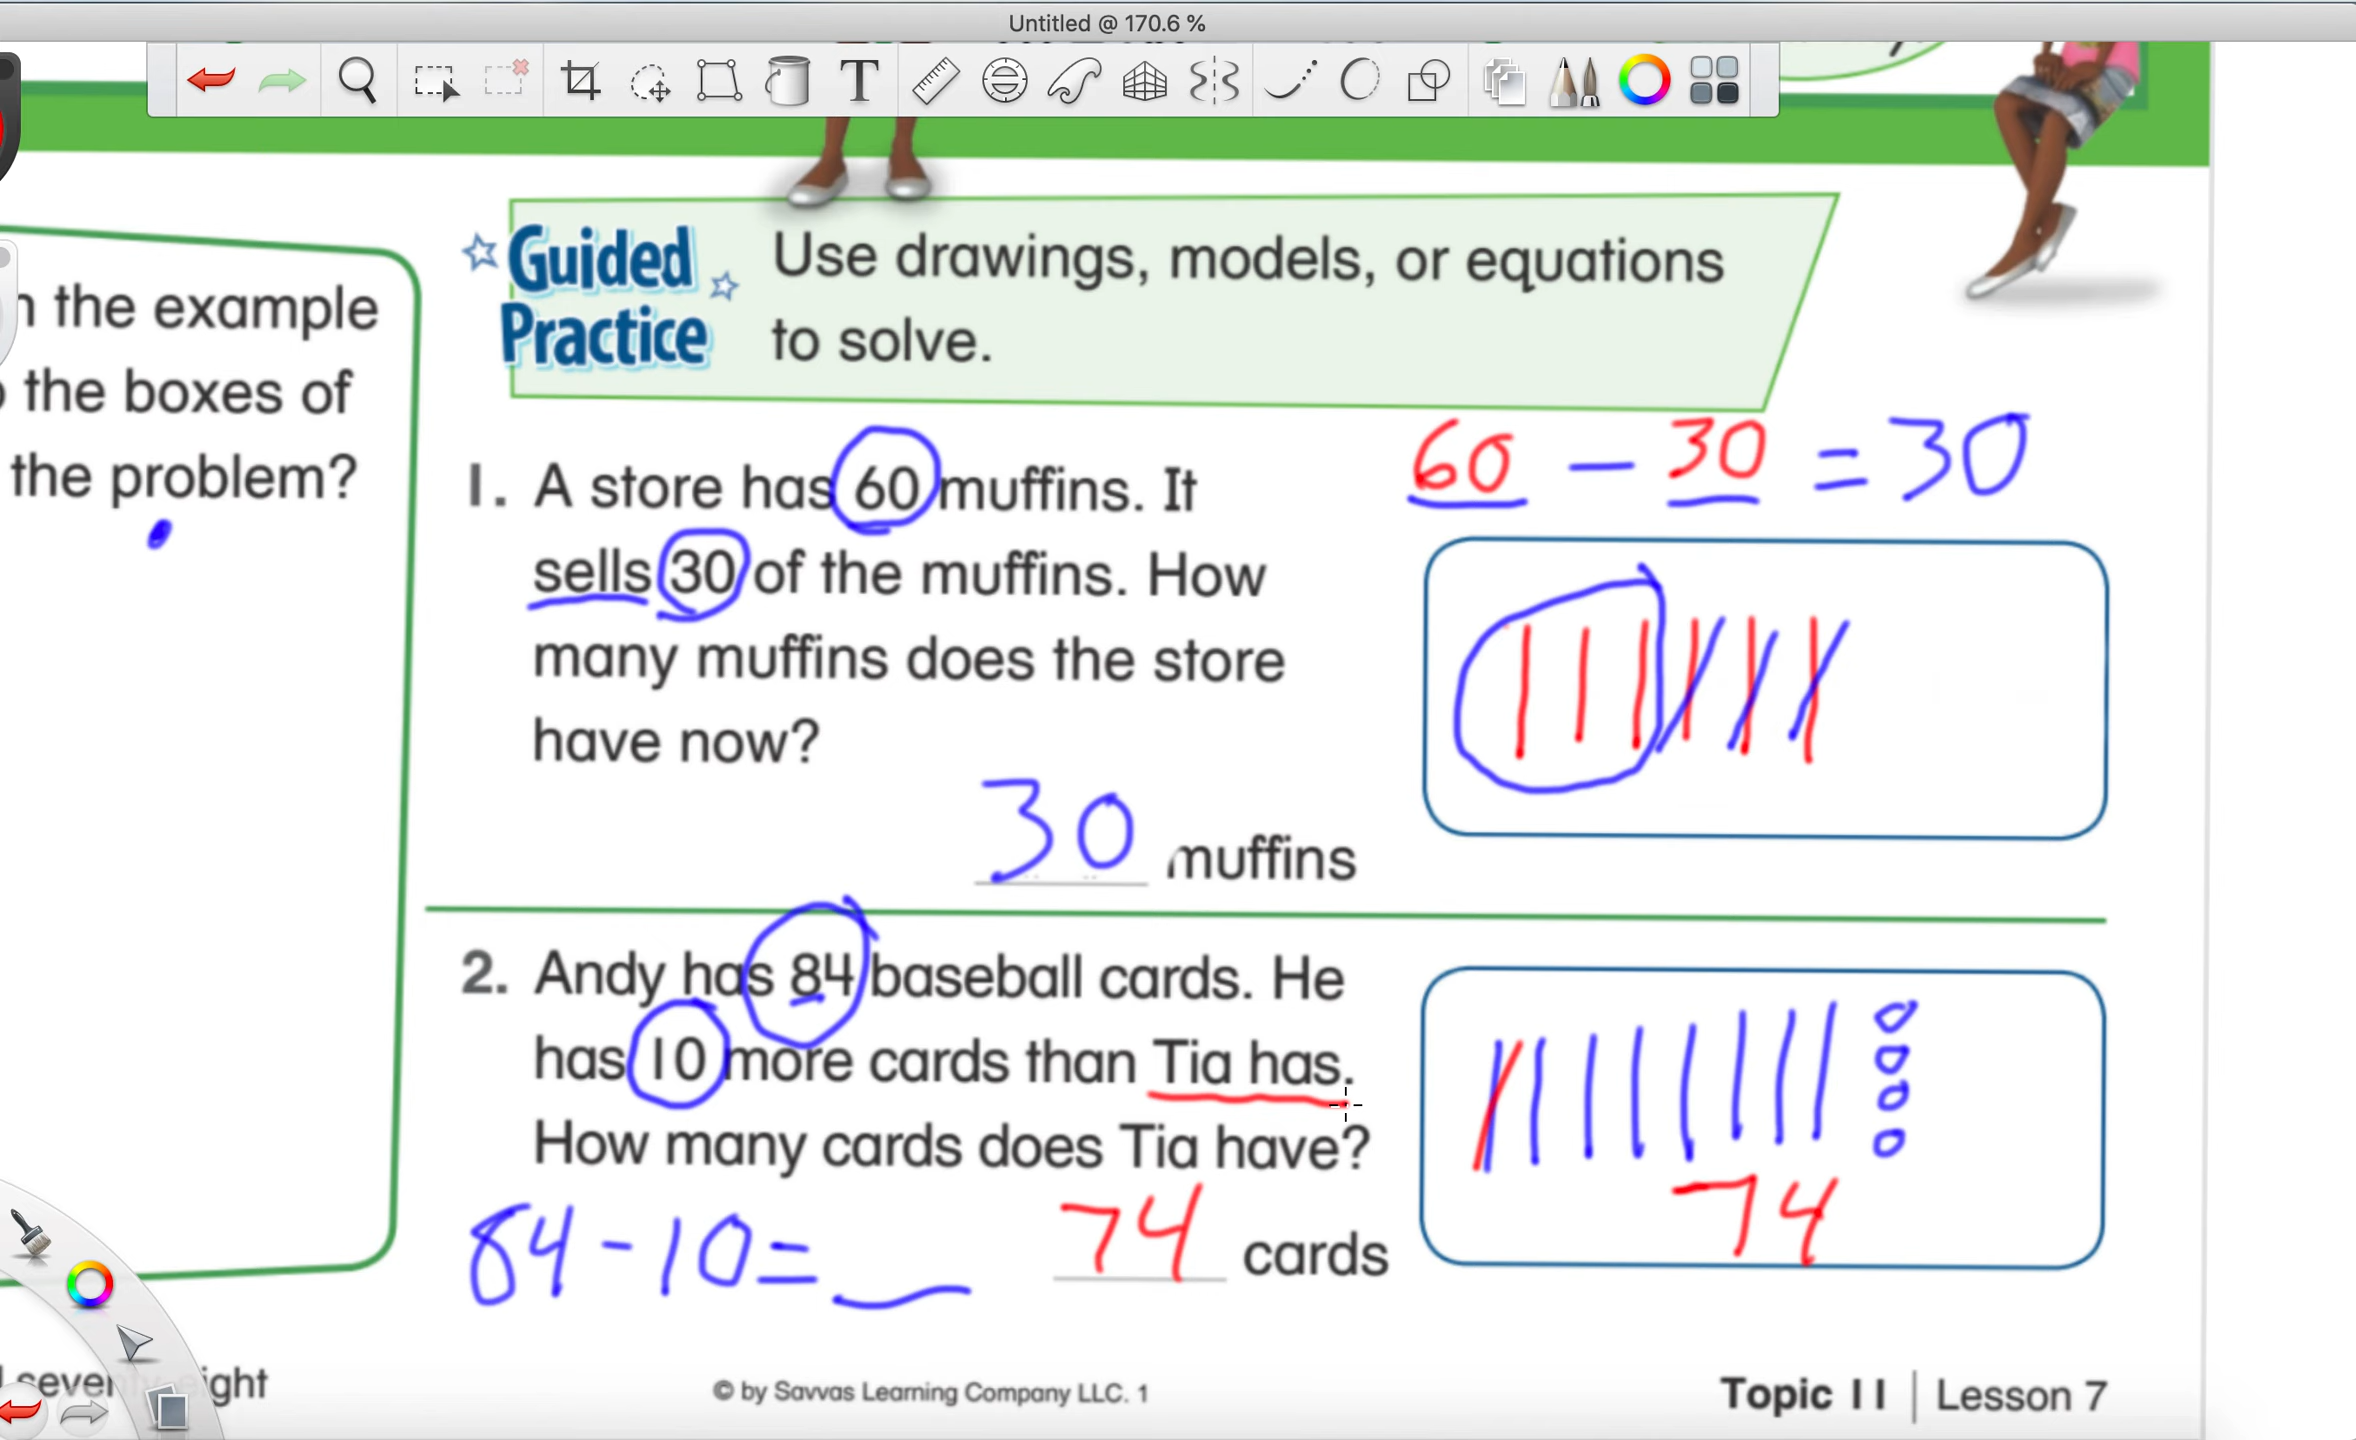 Untitled @ 170.6 %
the example
the boxes of
the problem?
Guided
Practice
Use drawings, models, or equations
to solve.
60 - 30 = 30
1. A store has 60 muffins. It
sells 30 of the muffins. How
many muffins does the store
have now?
30 muffins
2. Andy has 84 baseball cards. He
has 10 more cards than Tia has.
How many cards does Tia have?
84 - 10 = __ 74 cards
74
© by Savvas Learning Company LLC. 1
Topic 11 | Lesson 7